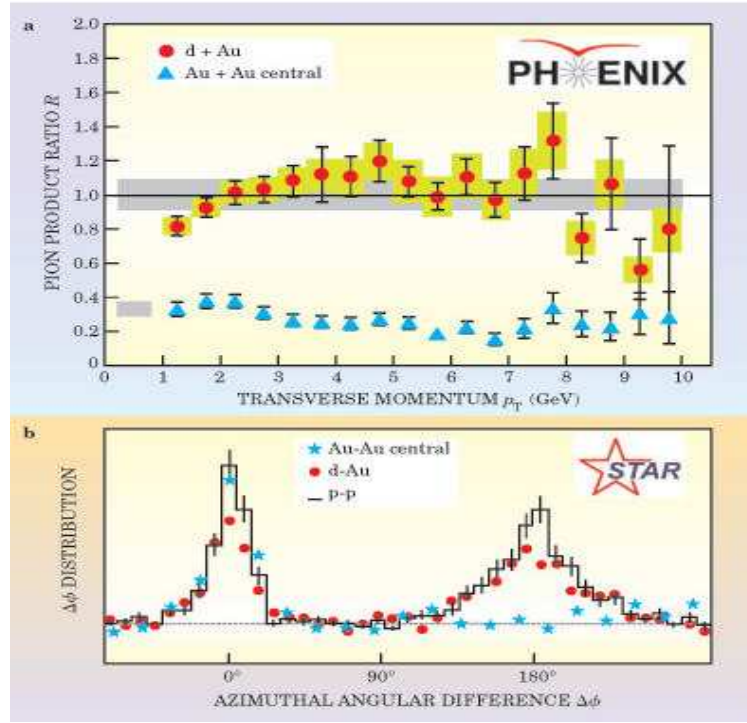 a
2.0
1.8
1.6
1.4
1.2
1.0
0.8
0.6
0.4
0.2
0
PION PRODUCT RATIO R
d + Au
Au + Au central
PHENIX
0 1 2 3 4 5 6 7 8 9 10
TRANSVERSE MOMENTUM pT (GeV)
b
Δϕ DISTRIBUTION
Au-Au central
d-Au
p-p
STAR
0° 90° 180°
AZIMUTHAL ANGULAR DIFFERENCE Δϕ